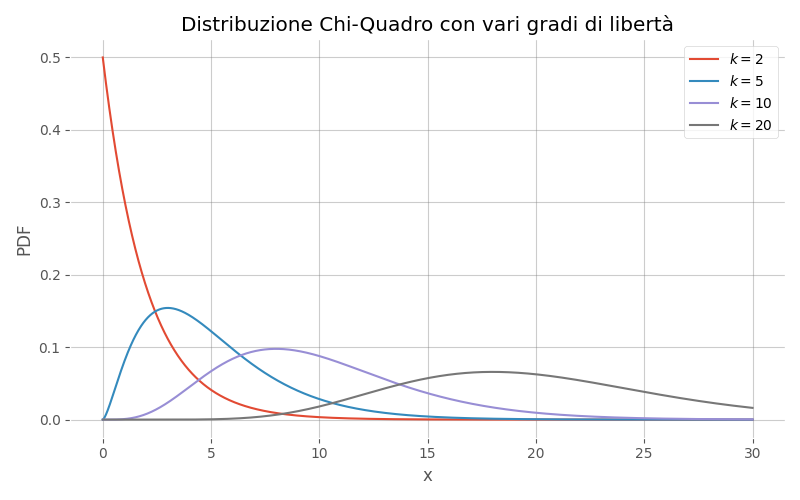 Distribuzione Chi-Quadro con vari gradi di libertà
k = 2
k = 5
k = 10
k = 20
0.5
0.4
0.3
0.2
0.1
0.0
PDF
0 5 10 15 20 25 30
x